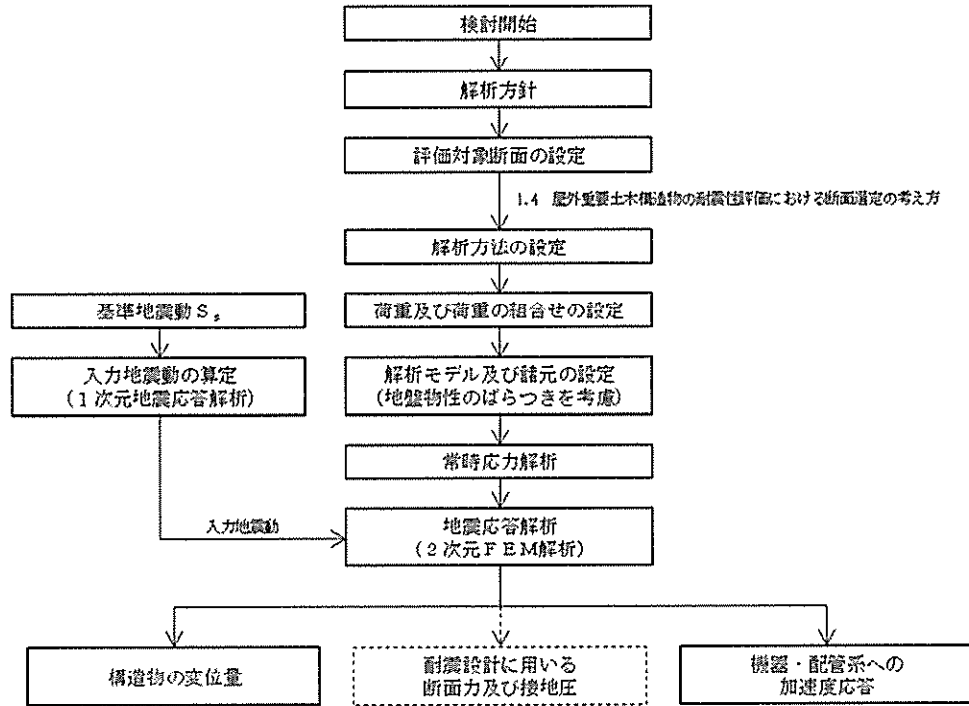 検討開始
解析方針
評価対象断面の設定
1.4 屋外重要土木構造物の耐震性評価における断面選定の考え方
解析方法の設定
基準地震動Ｓｓ
荷重及び荷重の組合せの設定
入力地震動の算定
(１次元地震応答解析)
解析モデル及び諸元の設定
(地盤物性のばらつきを考慮)
常時応力解析
入力地震動
地震応答解析
(２次元ＦＥＭ解析)
構造物の変位量
耐震設計に用いる
断面力及び接地圧
機器・配管系への
加速度応答